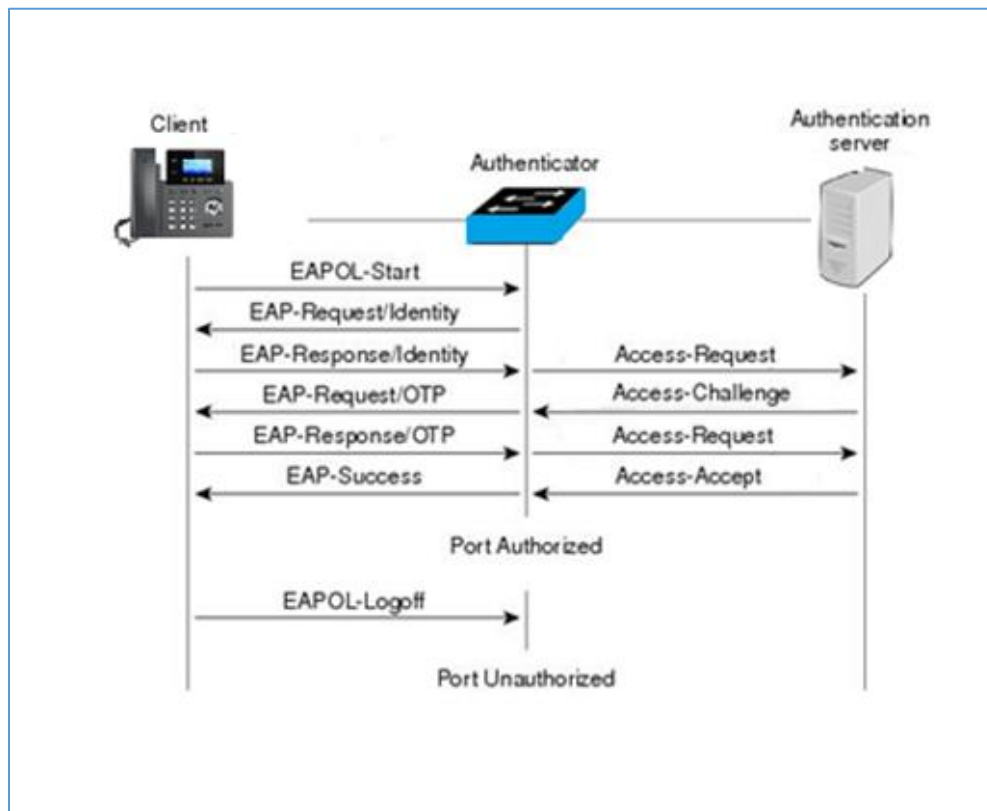 Client
Authentication
server
Authenticator
EAPOL-Start
EAP-Request/Identity
EAP-Response/Identity
Access-Request
EAP-Request/OTP
Access-Challenge
EAP-Response/OTP
Access-Request
EAP-Success
Access-Accept
Port Authorized
EAPOL-Logoff
Port Unauthorized